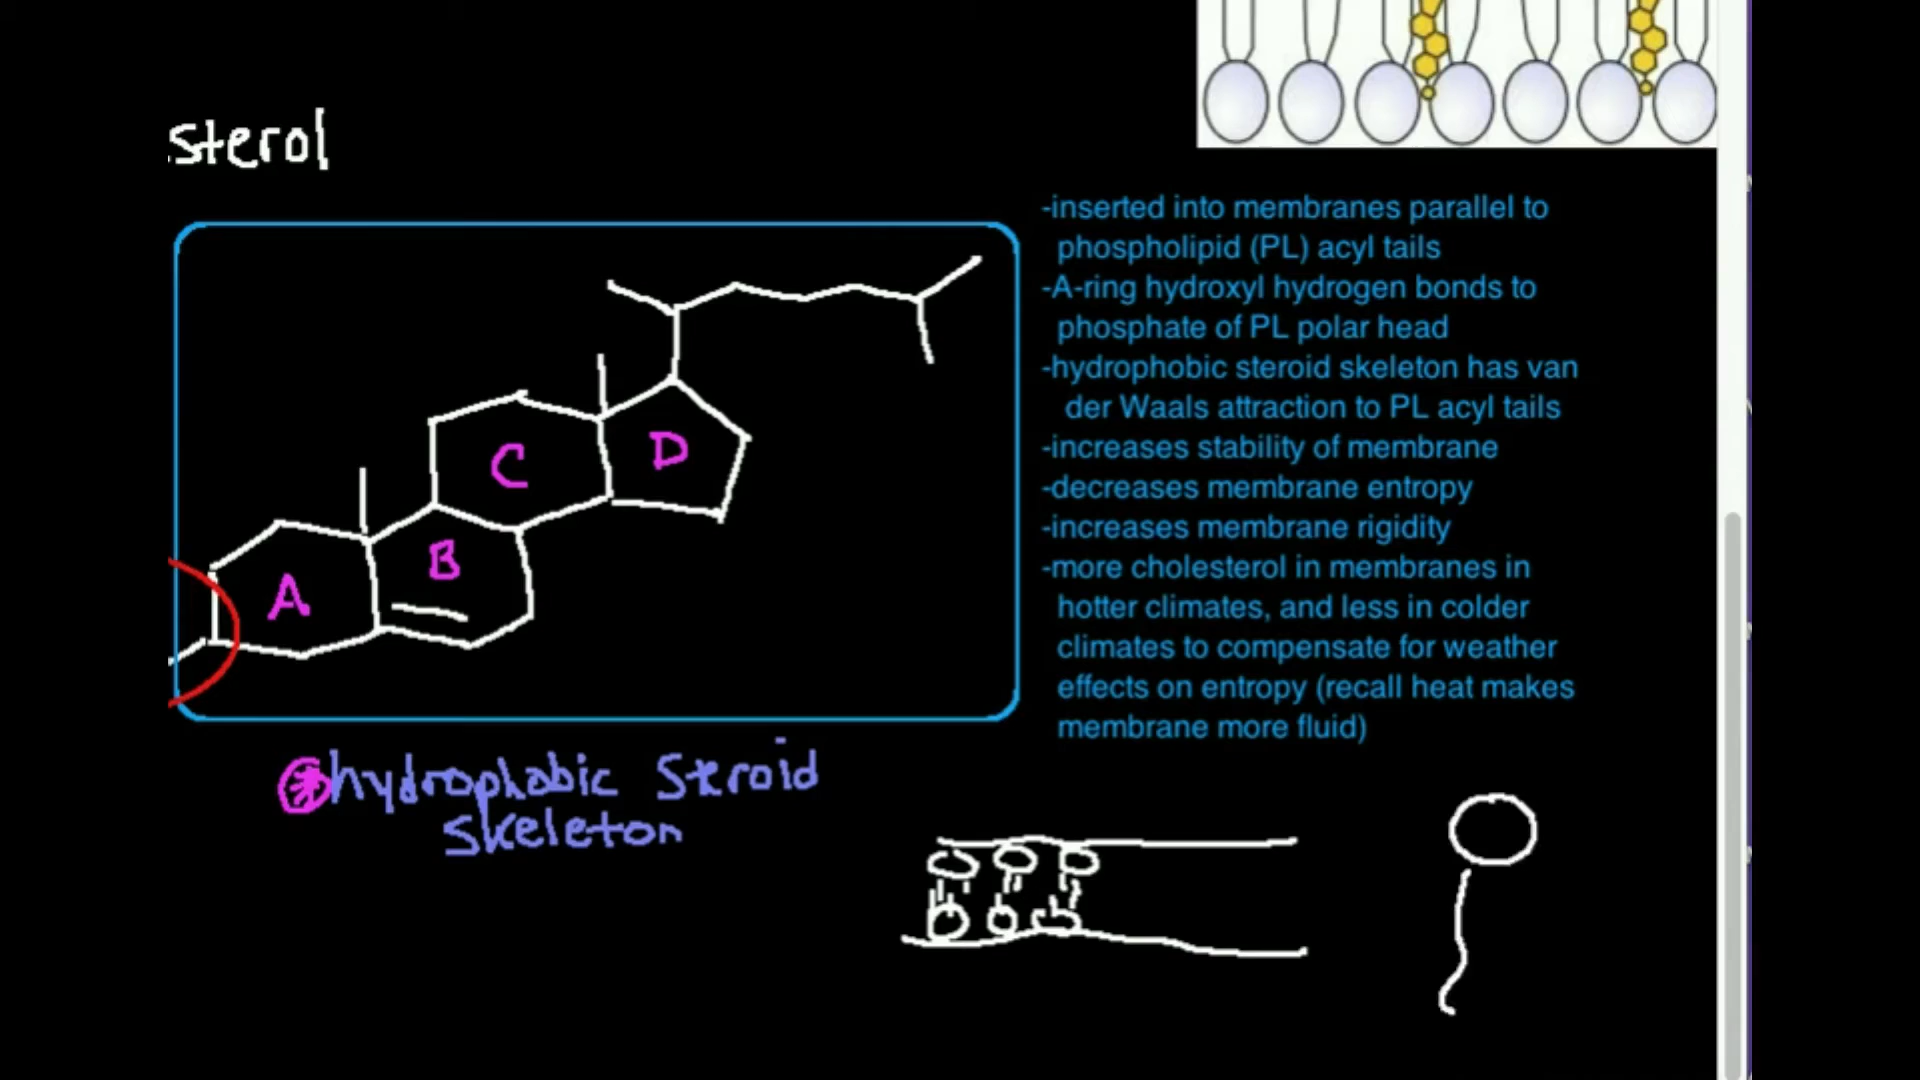 sterol
-inserted into membranes parallel to
phospholipid (PL) acyl tails
-A-ring hydroxyl hydrogen bonds to
phosphate of PL polar head
-hydrophobic steroid skeleton has van
der Waals attraction to PL acyl tails
-increases stability of membrane
-decreases membrane entropy
-increases membrane rigidity
-more cholesterol in membranes in
hotter climates, and less in colder
climates to compensate for weather
effects on entropy (recall heat makes
membrane more fluid)
C
D
B
A
hydrophabic Steroid
Skeleton